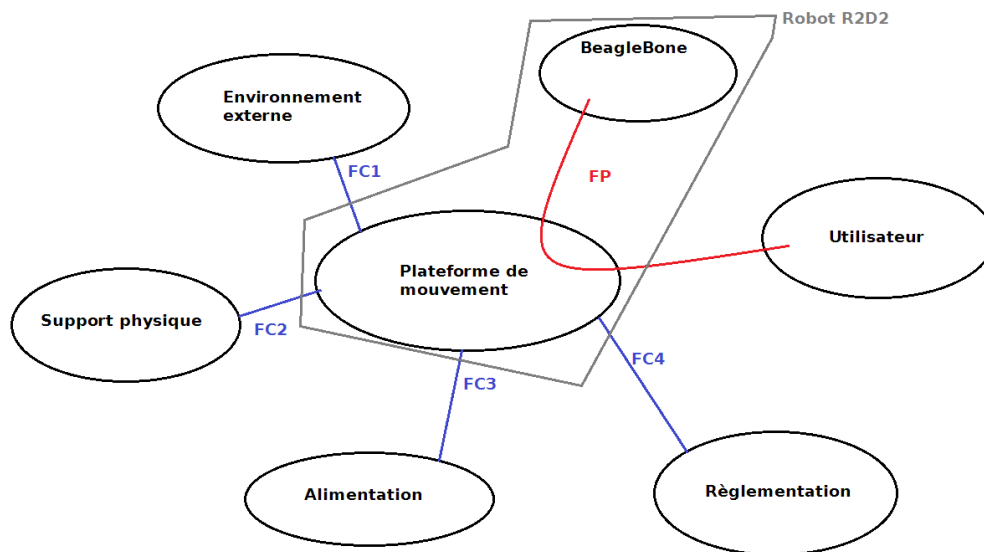 Robot R2D2
BeagleBone
Environnement
externe
FC1
FP
Utilisateur
Plateforme de
mouvement
Support physique
FC2
FC4
FC3
Alimentation
Règlementation